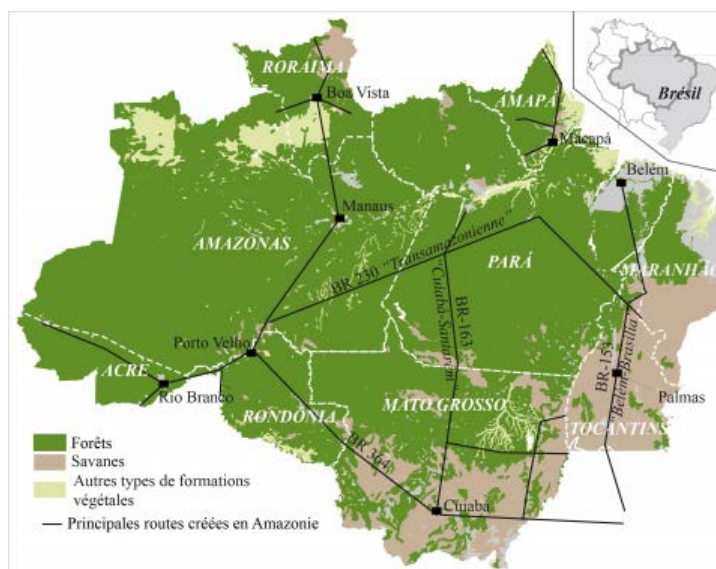 RORAIMA
Boa Vista
AMAPÁ
Macapá
Brésil
Belém
Manaus
AMAZONAS
BR 230 "Transamazonienne"
PARÁ
MARANHÃO
BR-163
"Cuiabá-Santarem
Porto Velho
BR-153
"Belém-Brasília
ACRE
Rio Branco
RONDÔNIA
MATO GROSSO
Palmas
TOCANTINS
BR 364
Cuiabá
Forêts
Savanes
Autres types de formations
végétales
Principales routes créées en Amazonie